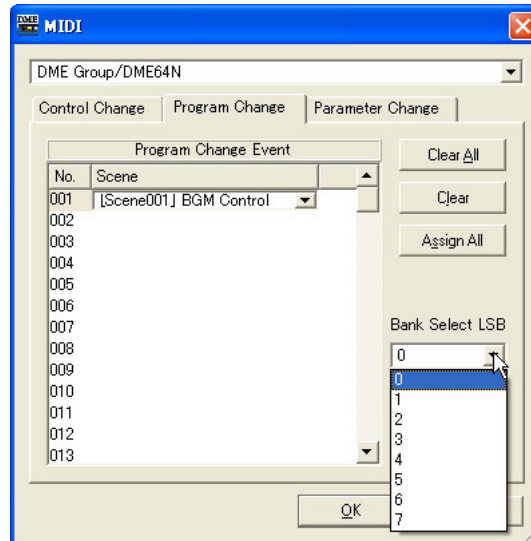 DME MIDI
DME Group/DME64N
Control Change Program Change Parameter Change
Program Change Event
No. Scene
001 [Scene001] BGM Control
002
003
004
005
006
007
008
009
010
011
012
013
Clear All
Clear
Assign All
Bank Select LSB
0
0
1
2
3
4
5
6
7
OK